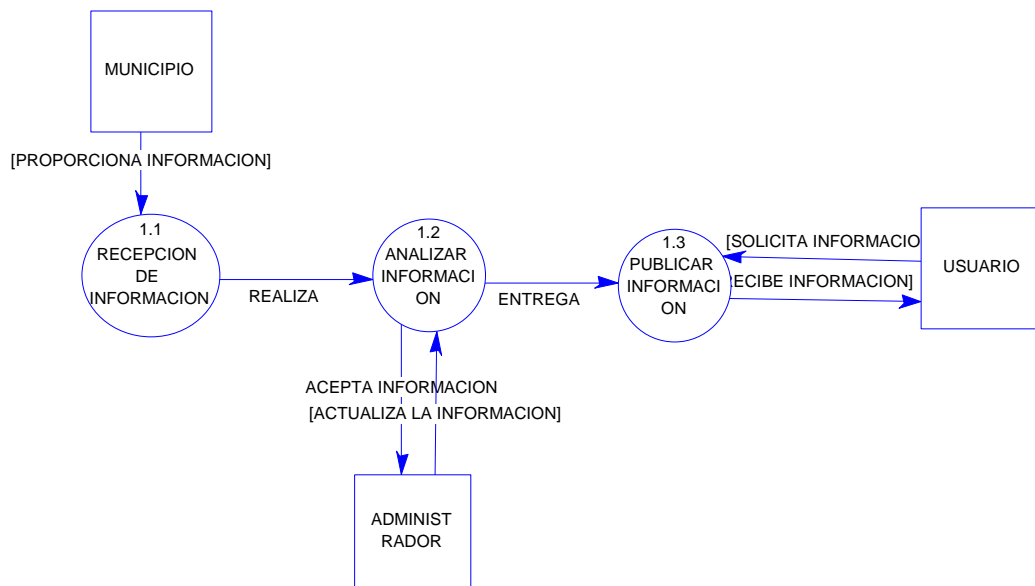 MUNICIPIO
[PROPORCIONA INFORMACION]
1.1
RECEPCION
DE
INFORMACION
REALIZA
1.2
ANALIZAR
INFORMACI
ON
ENTREGA
1.3
PUBLICAR
INFORMACI
ON
[SOLICITA INFORMACIO
ECIBE INFORMACION]
USUARIO
ACEPTA INFORMACION
[ACTUALIZA LA INFORMACION]
ADMINIST
RADOR